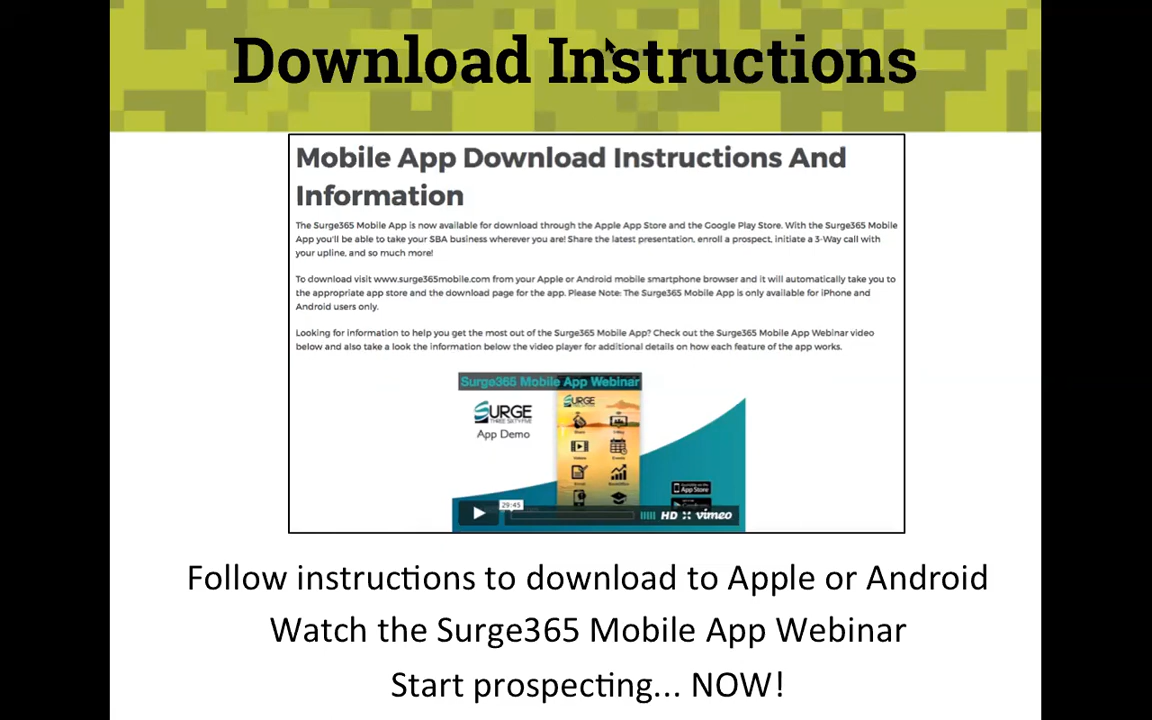 Download Instructions
Mobile App Download Instructions And
Information
The Surge365 Mobile App is now available for download through the Apple App Store and the Google Play Store. With the Surge365 Mobile
App you'll be able to take your SBA business wherever you are! Share the latest presentation, enroll a prospect, initiate a 3-Way call with
your upline, and so much more!
To download visit www.surge365mobile.com from your Apple or Android mobile smartphone browser and it will automatically take you to
the appropriate app store and the download page for the app. Please Note: The Surge365 Mobile App is only available for iPhone and
Android users only.
Looking for information to help you get the most out of the Surge365 Mobile App? Check out the Surge365 Mobile App Webinar video
below and also take a look the information below the video player for additional details on how each feature of the app works.
Surge365 Mobile App Webinar
SURGE
THREE SIXTY FIVE
App Demo
SURGE
App Store
29:45
HD vimeo
Follow instructions to download to Apple or Android
Watch the Surge365 Mobile App Webinar
Start prospecting... NOW!